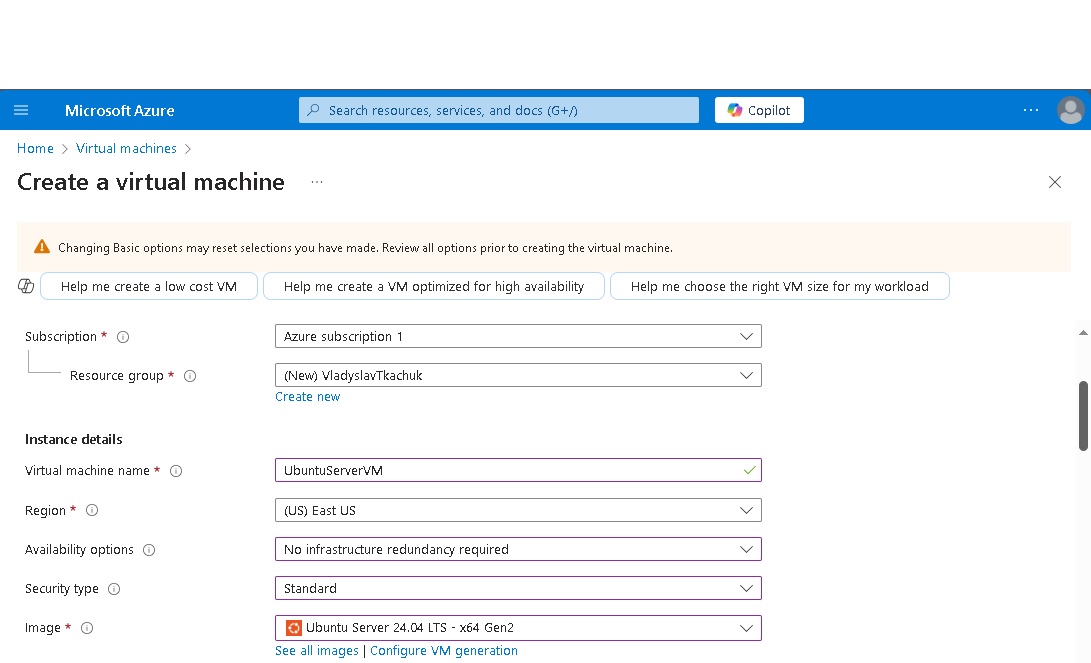 Microsoft Azure
Search resources, services, and docs (G+/)
Copilot
Home > Virtual machines >
Create a virtual machine ...
Changing Basic options may reset selections you have made. Review all options prior to creating the virtual machine.
Help me create a low cost VM
Help me create a VM optimized for high availability
Help me choose the right VM size for my workload
Subscription * Azure subscription 1
Resource group * (New) VladyslavTkachuk
Create new
Instance details
Virtual machine name * UbuntuServerVM
Region * (US) East US
Availability options No infrastructure redundancy required
Security type Standard
Image * Ubuntu Server 24.04 LTS - x64 Gen2
See all images | Configure VM generation